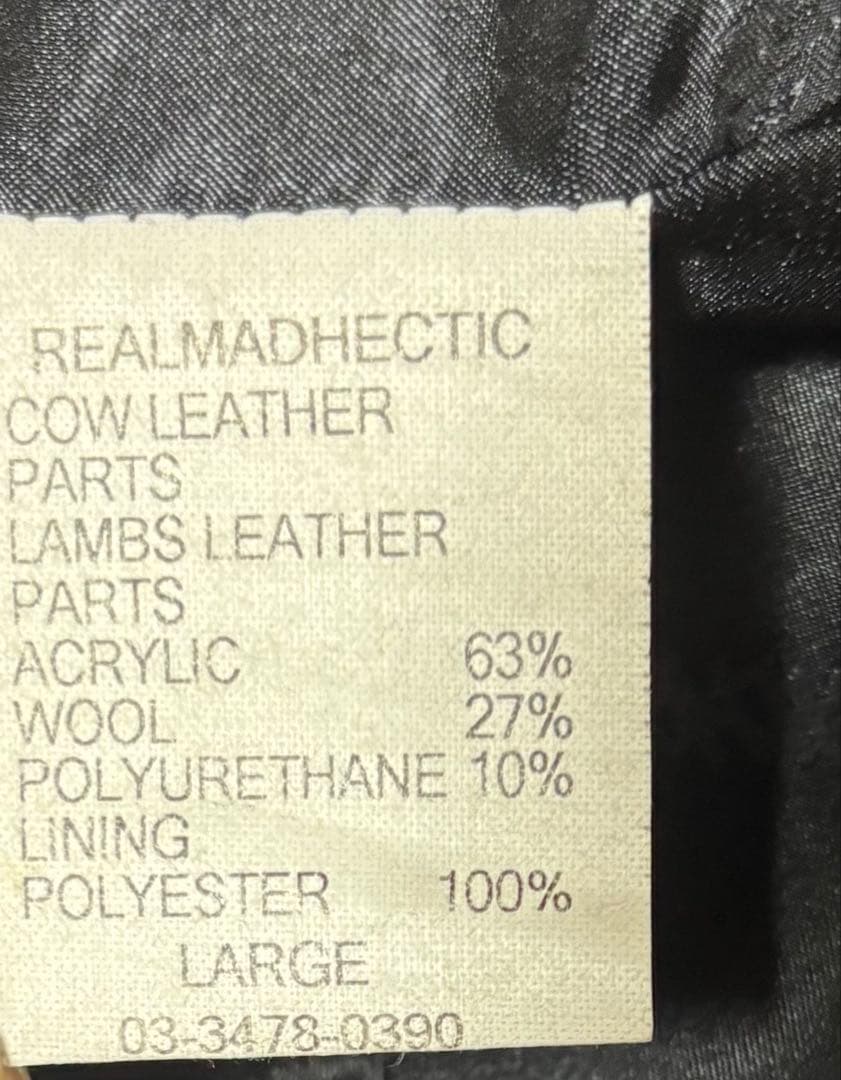 REALMADHECTIC
COW LEATHER
PARTS
LAMBS LEATHER
PARTS
ACRYLIC 63%
WOOL 27%
POLYURETHANE 10%
LINING
POLYESTER 100%
LARGE
03-3478-0390